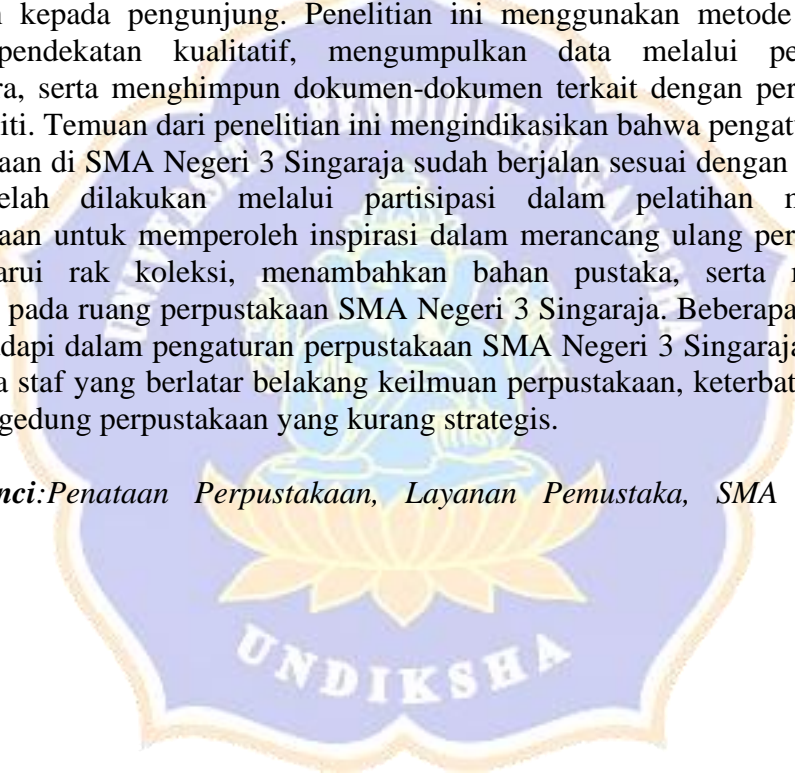 n kepada pengunjung. Penelitian ini menggunakan metode
pendekatan kualitatif, mengumpulkan data melalui pe
ra, serta menghimpun dokumen-dokumen terkait dengan per
iti. Temuan dari penelitian ini mengindikasikan bahwa pengatu
aan di SMA Negeri 3 Singaraja sudah berjalan sesuai dengan
elah dilakukan melalui partisipasi dalam pelatihan m
aan untuk memperoleh inspirasi dalam merancang ulang per
arui rak koleksi, menambahkan bahan pustaka, serta m
pada ruang perpustakaan SMA Negeri 3 Singaraja. Beberapa
dapi dalam pengaturan perpustakaan SMA Negeri 3 Singaraja
a staf yang berlatar belakang keilmuan perpustakaan, keterbat
gedung perpustakaan yang kurang strategis.
nci:Penataan Perpustakaan, Layanan Pemustaka, SMA
UNIVERSITAS PENDIDIKAN GANESHA
UNDIKSHA